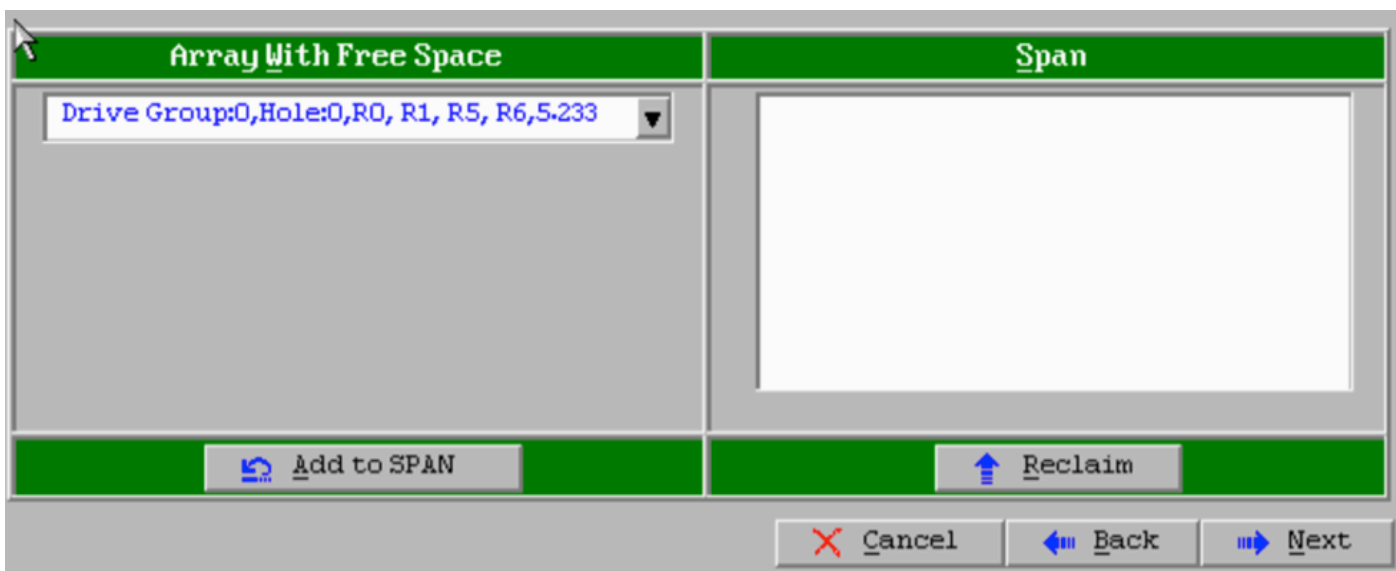 Array With Free Space
Span
Drive Group:0,Hole:0,R0, R1, R5, R6,5.233
Add to SPAN
Reclaim
Cancel
Back
Next